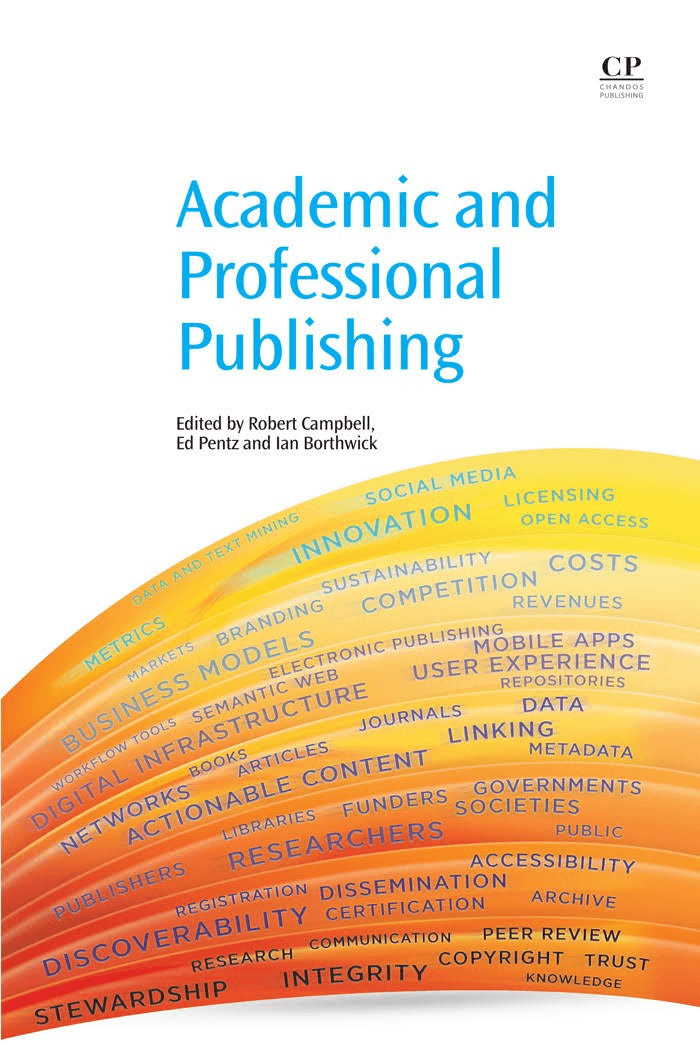 CP
CHANDOS
PUBLISHING
Academic and
Professional
Publishing
Edited by Robert Campbell,
Ed Pentz and Ian Borthwick
SOCIAL MEDIA
LICENSING
DATA AND TEXT MINING
INNOVATION
OPEN ACCESS
SUSTAINABILITY
COSTS
METRICS
MARKETS
BRANDING
COMPETITION
REVENUES
BUSINESS MODELS
ELECTRONIC PUBLISHING
MOBILE APPS
WORKFLOW TOOLS
SEMANTIC WEB
USER EXPERIENCE
REPOSITORIES
DIGITAL INFRASTRUCTURE
JOURNALS
DATA
BOOKS
ARTICLES
LINKING
METADATA
NETWORKS
ACTIONABLE CONTENT
GOVERNMENTS
LIBRARIES
FUNDERS
SOCIETIES
PUBLISHERS
RESEARCHERS
PUBLIC
ACCESSIBILITY
REGISTRATION
DISSEMINATION
ARCHIVE
DISCOVERABILITY
CERTIFICATION
RESEARCH
COMMUNICATION
PEER REVIEW
COPYRIGHT
TRUST
STEWARDSHIP
INTEGRITY
KNOWLEDGE